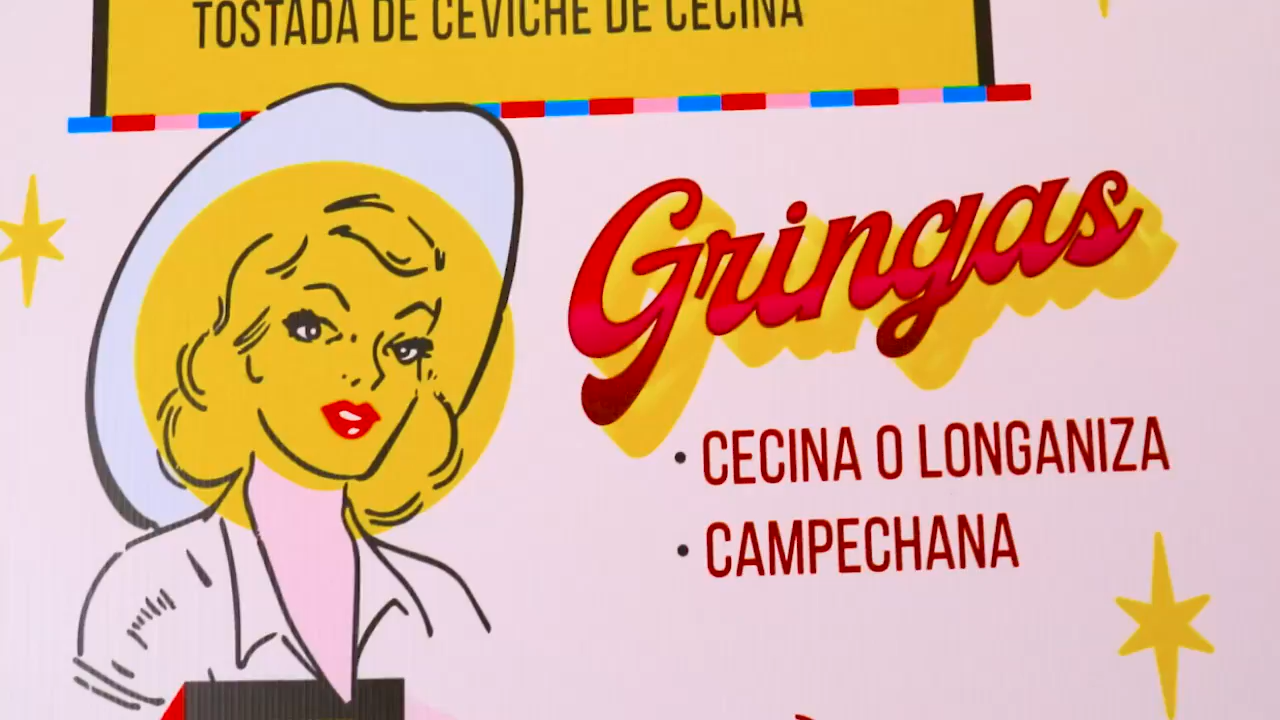 TOSTADA DE CEVICHE DE CECINA
Gringas
• CECINA O LONGANIZA
• CAMPECHANA